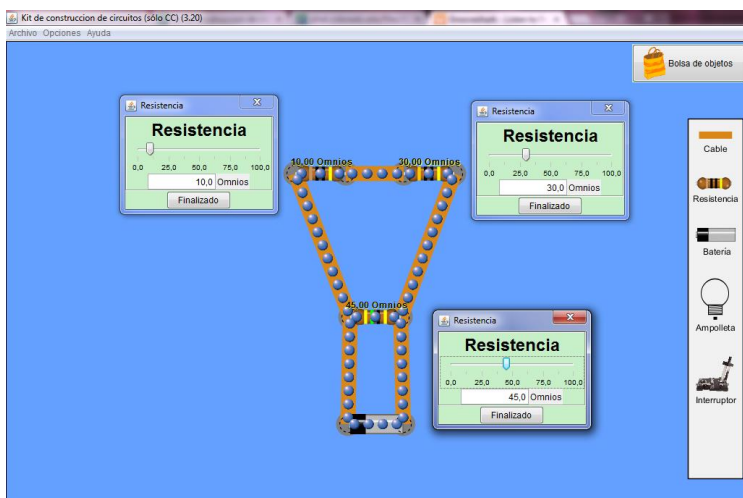 Kit de construccion de circuitos (sólo CC) (3.20)
Archivo Opciones Ayuda
Bolsa de objetos
Resistencia
Resistencia
0,0 25,0 50,0 75,0 100,0
10,0 Omnios
Finalizado
Resistencia
Resistencia
0,0 25,0 50,0 75,0 100,0
30,0 Omnios
Finalizado
10,00 Omnios
30,00 Omnios
45,00 Omnios
Resistencia
Resistencia
0,0 25,0 50,0 75,0 100,0
45,0 Omnios
Finalizado
Cable
Resistencia
Batería
Ampolleta
Interruptor